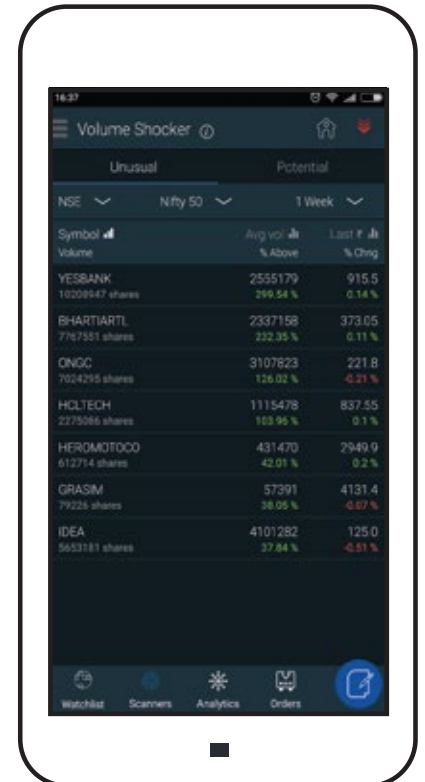 16:37
Volume Shocker
Unusual Potential
NSE Nifty 50 1 Week
Symbol Avg vol Last ₹
Volume % Above % Chng
YESBANK 2555179 915.5
10208947 shares 299.54 % 0.14 %
BHARTIARTL 2337158 373.05
7767551 shares 232.35 % 0.11 %
ONGC 3107823 221.8
7024295 shares 126.02 % -0.21 %
HCLTECH 1115478 837.55
2275086 shares 103.96 % 0.1 %
HEROMOTOCO 431470 2949.9
612714 shares 42.01 % 0.2 %
GRASIM 57391 4131.4
79226 shares 38.05 % -0.07 %
IDEA 4101282 125.0
5653181 shares 37.84 % -0.51 %
Watchlist Scanners Analytics Orders